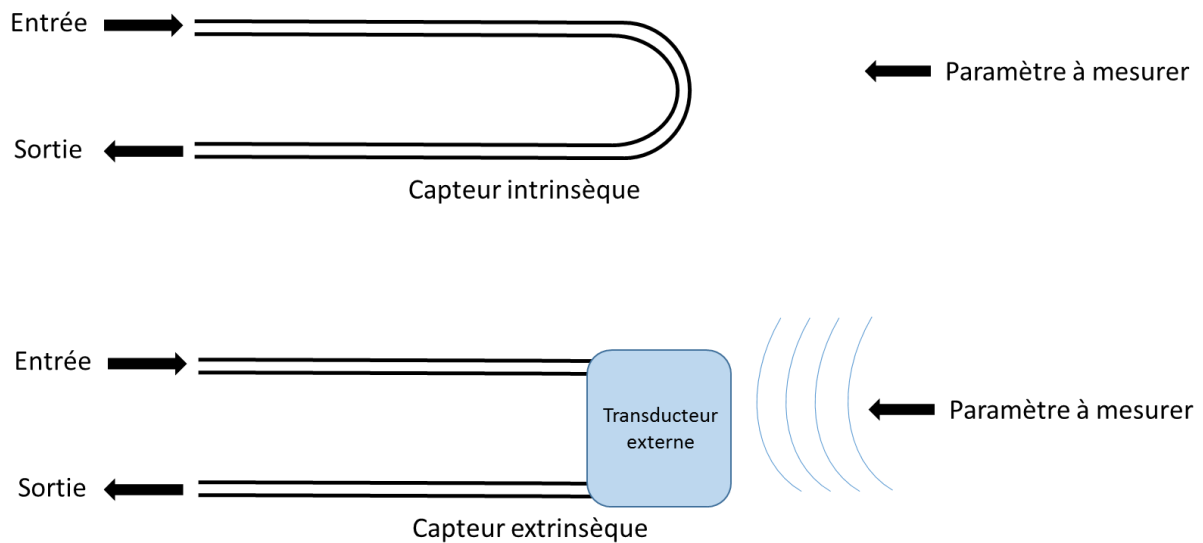 Entrée
Paramètre à mesurer
Sortie
Capteur intrinsèque
Entrée
Transducteur
externe
Paramètre à mesurer
Sortie
Capteur extrinsèque